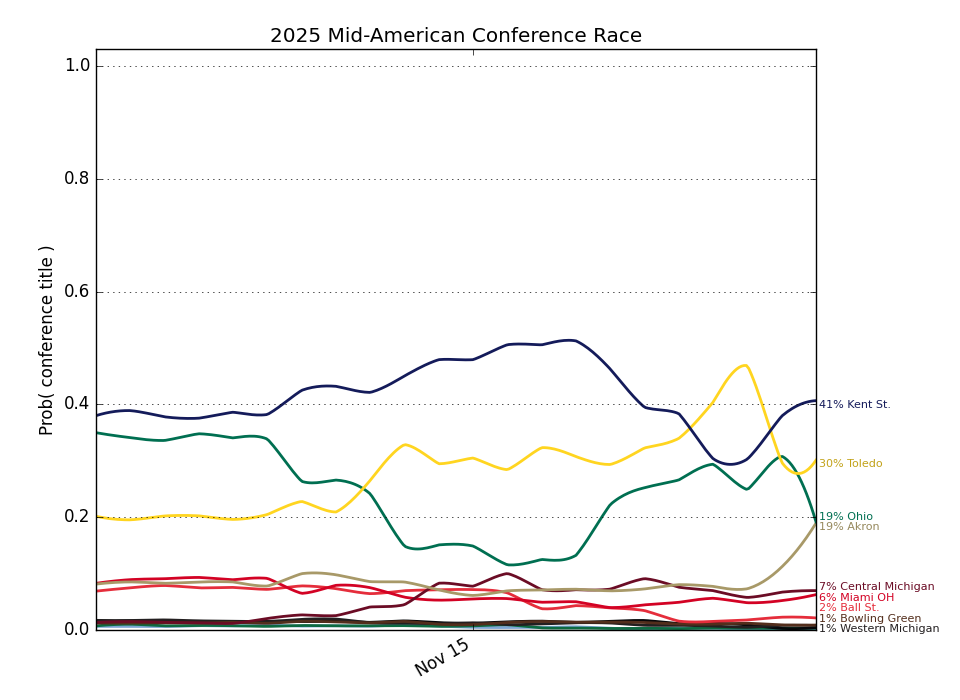 2025 Mid-American Conference Race
Prob( conference title )
1.0
0.8
0.6
0.4
0.2
0.0
Nov 15
41% Kent St.
30% Toledo
19% Ohio
19% Akron
7% Central Michigan
6% Miami OH
2% Ball St.
1% Bowling Green
1% Western Michigan